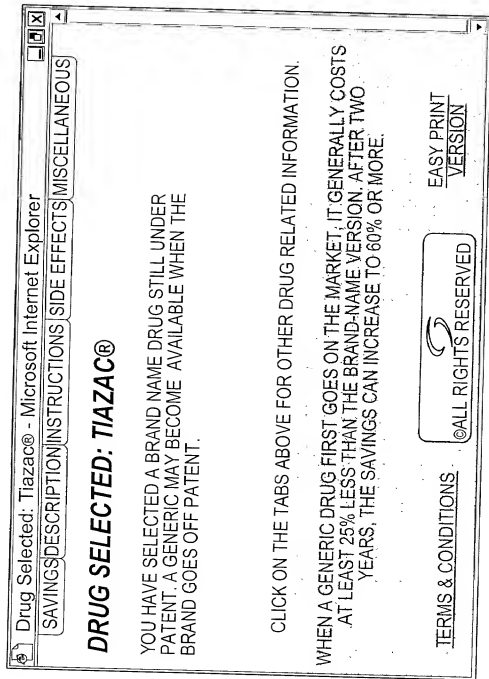 Drug Selected: Tiazac® - Microsoft Internet Explorer
SAVINGS DESCRIPTION INSTRUCTIONS SIDE EFFECTS MISCELLANEOUS
DRUG SELECTED: TIAZAC®
YOU HAVE SELECTED A BRAND NAME DRUG STILL UNDER
PATENT. A GENERIC MAY BECOME AVAILABLE WHEN THE
BRAND GOES OFF PATENT.
CLICK ON THE TABS ABOVE FOR OTHER DRUG RELATED INFORMATION.
WHEN A GENERIC DRUG FIRST GOES ON THE MARKET, IT GENERALLY COSTS
AT LEAST 25% LESS THAN THE BRAND-NAME VERSION. AFTER TWO
YEARS, THE SAVINGS CAN INCREASE TO 60% OR MORE.
TERMS & CONDITIONS
©ALL RIGHTS RESERVED
EASY PRINT
VERSION